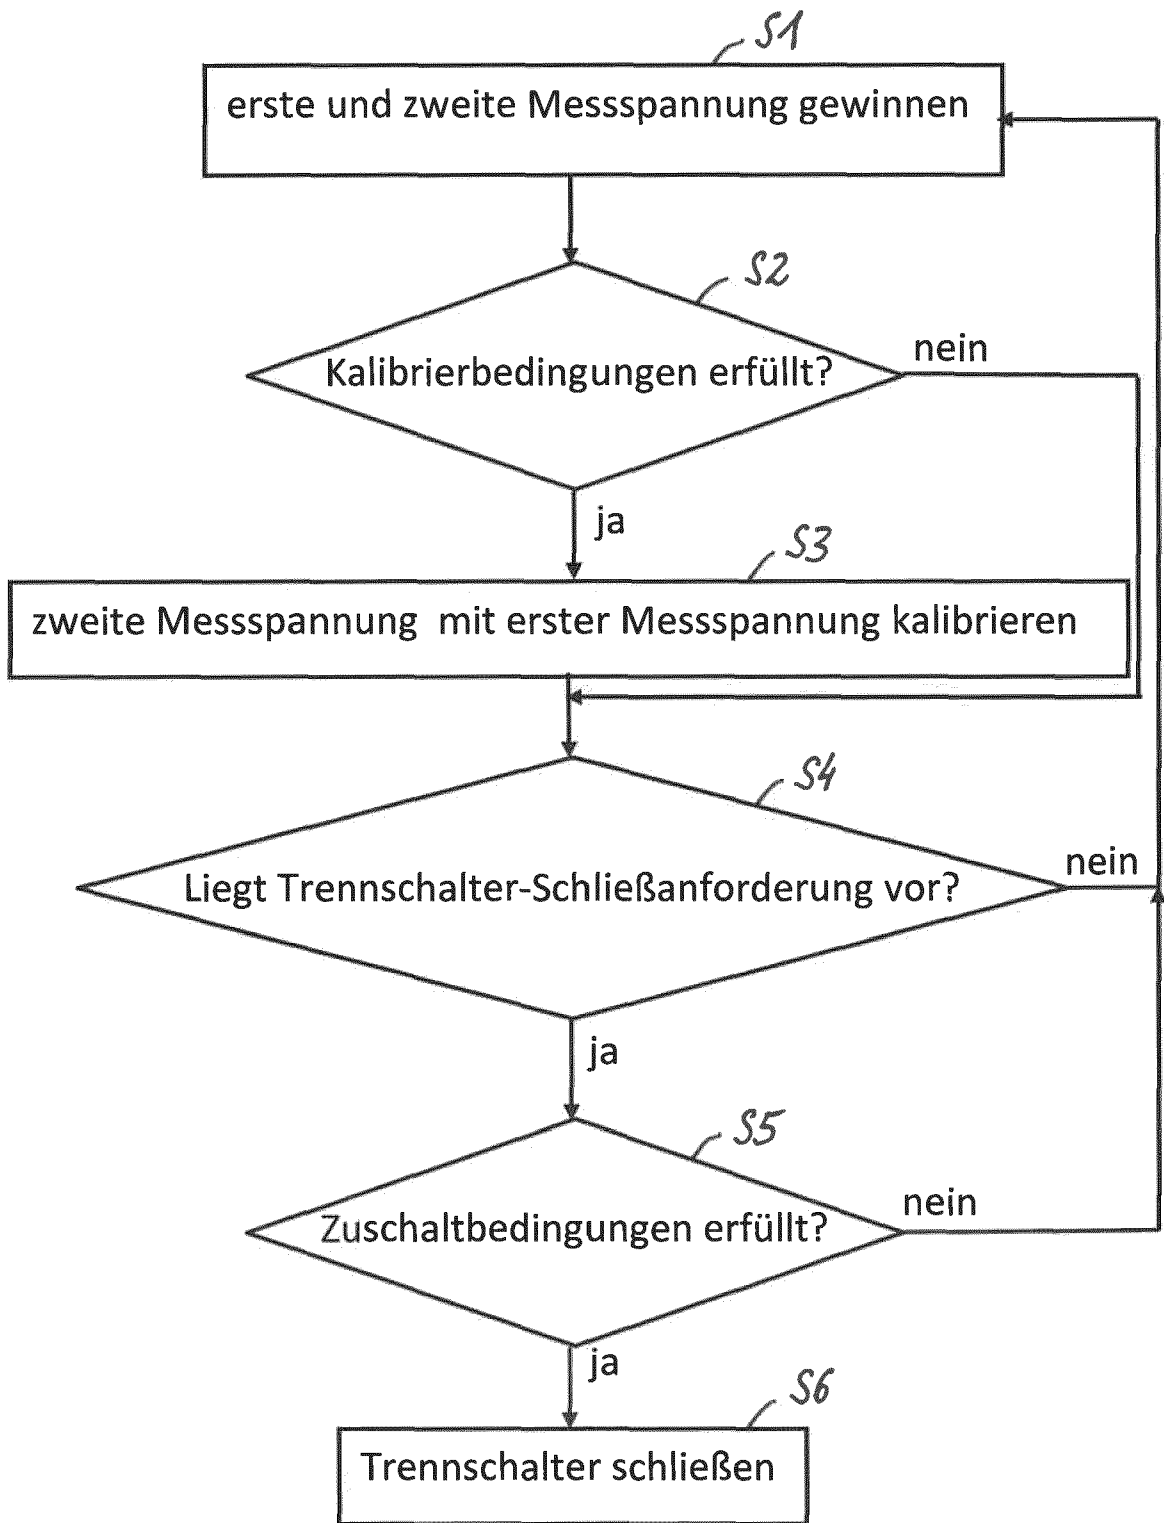 S1
erste und zweite Messspannung gewinnen
S2
nein
Kalibrierbedingungen erfüllt?
ja
S3
zweite Messspannung mit erster Messspannung kalibrieren
S4
nein
Liegt Trennschalter-Schließanforderung vor?
ja
S5
nein
Zuschaltbedingungen erfüllt?
ja
S6
Trennschalter schließen